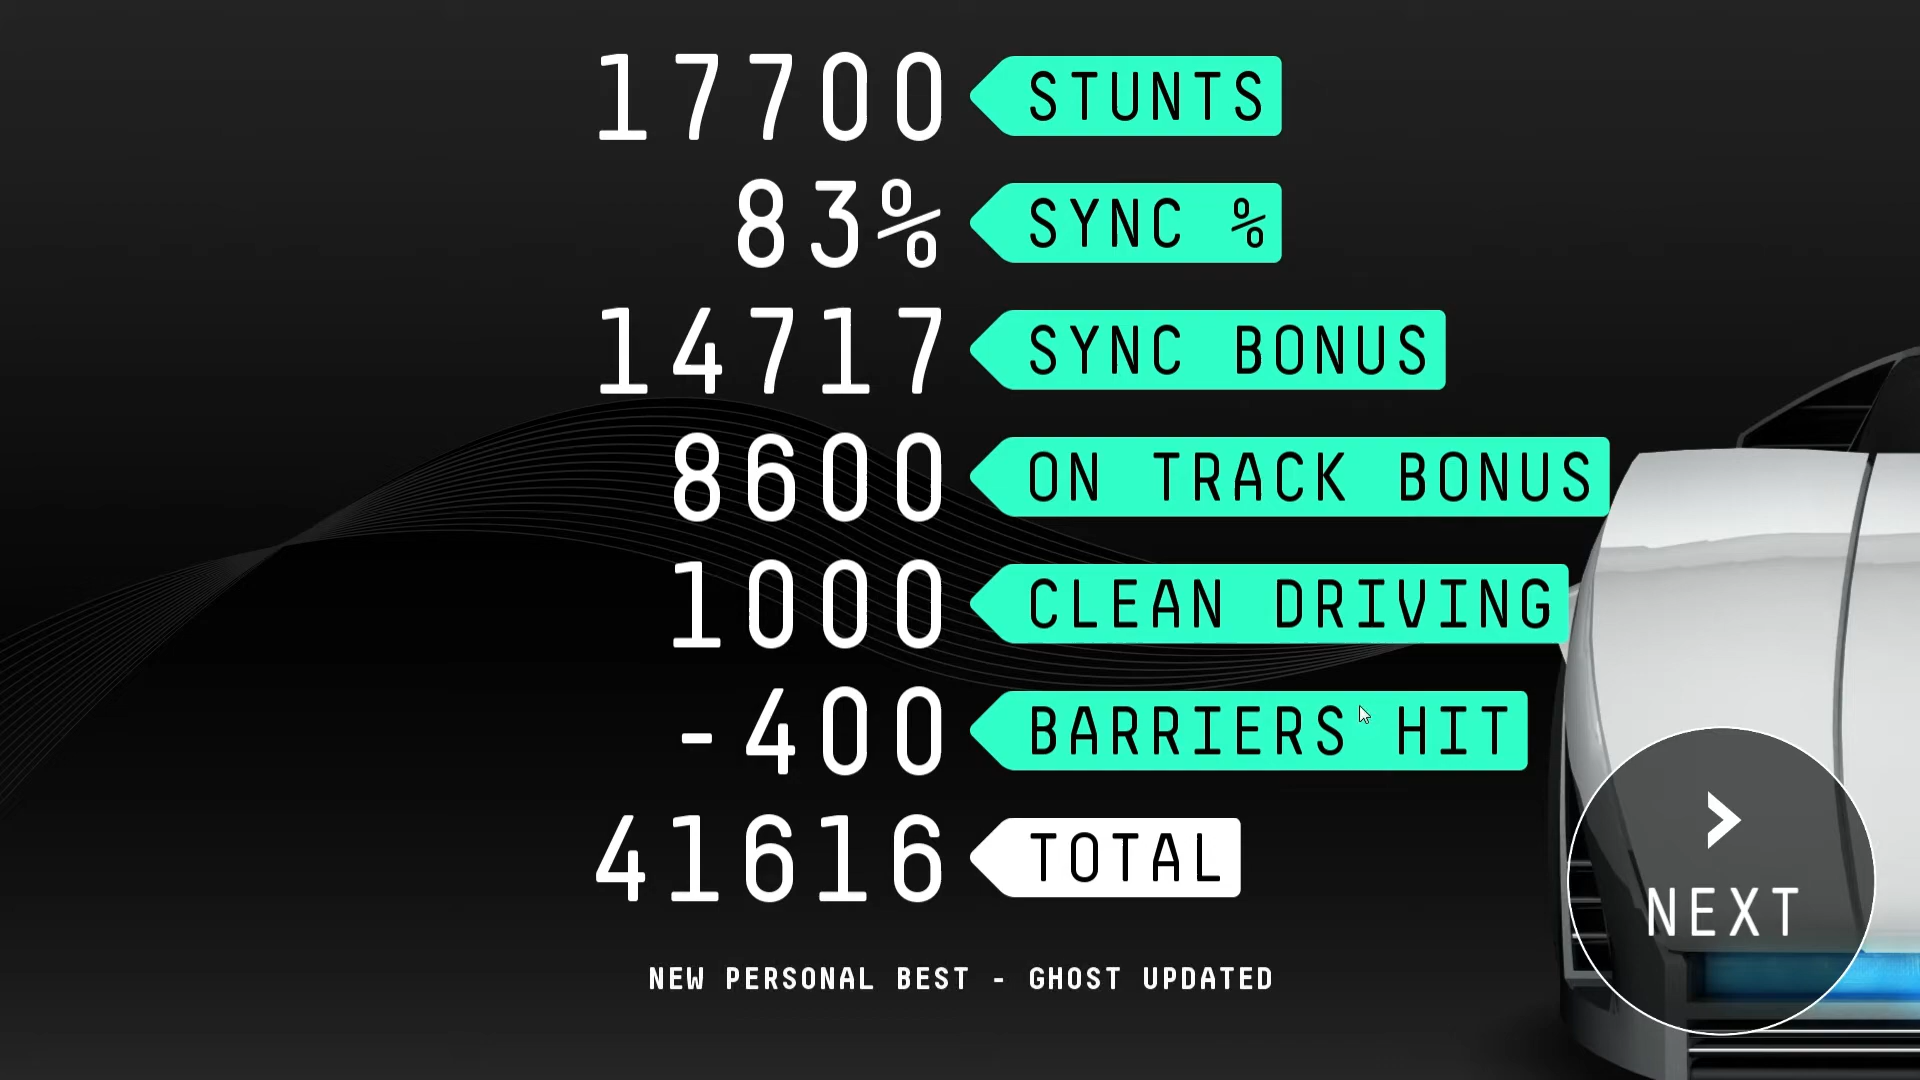 17700 STUNTS
83% SYNC %
14717 SYNC BONUS
8600 ON TRACK BONUS
1000 CLEAN DRIVING
-400 BARRIERS HIT
41616 TOTAL
> NEXT
NEW PERSONAL BEST - GHOST UPDATED